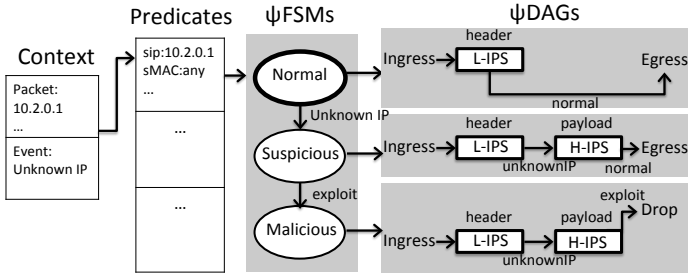 Context
Packet:
10.2.0.1
...
Event:
Unknown IP
Predicates
sip:10.2.0.1
sMAC:any
...
...
...
ψFSMs
Normal
Unknown IP
Suspicious
exploit
Malicious
ψDAGs
header
Ingress
L-IPS
Egress
normal
header
payload
Ingress
L-IPS
H-IPS
Egress
unknownIP
normal
exploit
header
payload
Drop
Ingress
L-IPS
H-IPS
unknownIP